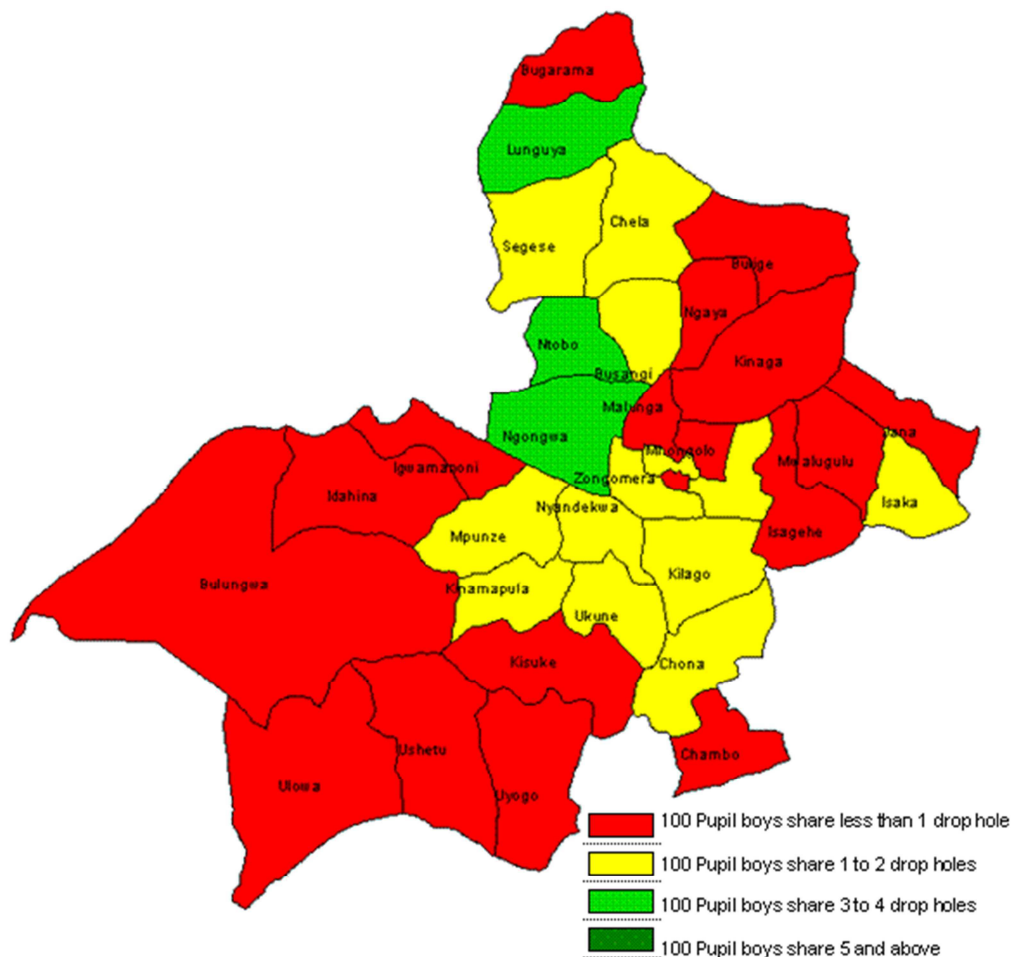 Bugarama
Lunguya
Chela
Segese
Bulige
Ngaya
Ntobo
Kinaga
Busangi
Malunga
Ngongwa
Jana
Mhongolo
Mwalugulu
Igwamanoni
Zongomera
Idahina
Isaka
Nyandekwa
Mpunze
Isagehe
Kilago
Bulungwa
Kinamapula
Ukune
Kisuke
Chona
Ushetu
Chambo
Ulowa
Uyogo
100 Pupil boys share less than 1 drop hole
100 Pupil boys share 1 to 2 drop holes
100 Pupil boys share 3 to 4 drop holes
100 Pupil boys share 5 and above